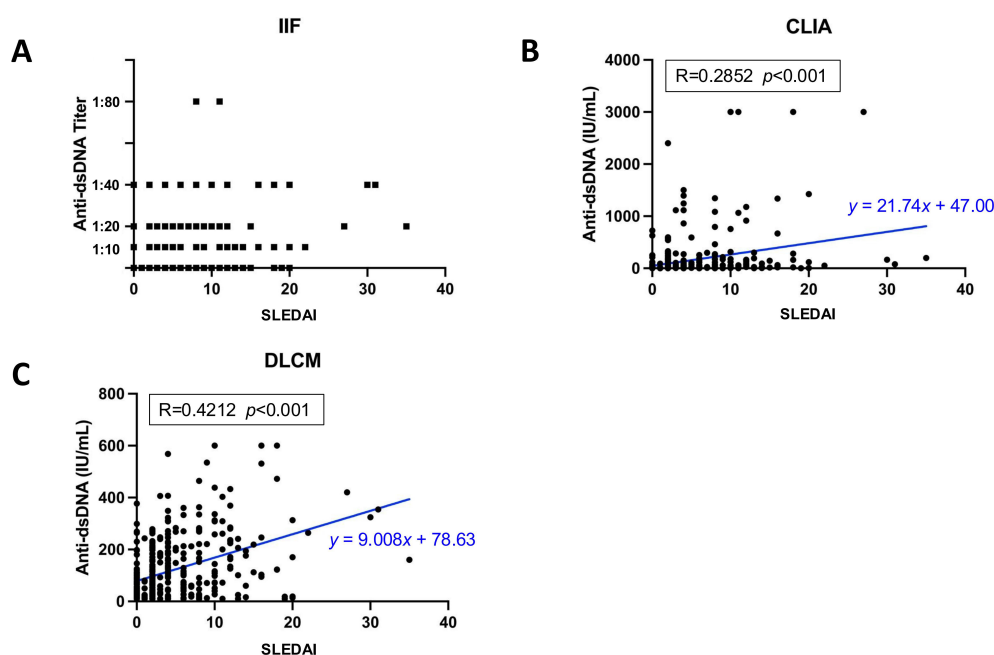 A
IIF
Anti-dsDNA Titer
1:80
1:40
1:20
1:10
0 10 20 30 40
SLEDAI
B
CLIA
R=0.2852 p<0.001
Anti-dsDNA (IU/mL)
4000
3000
2000
1000
0
y = 21.74x + 47.00
0 10 20 30 40
SLEDAI
C
DLCM
R=0.4212 p<0.001
Anti-dsDNA (IU/mL)
800
600
400
200
0
y = 9.008x + 78.63
0 10 20 30 40
SLEDAI